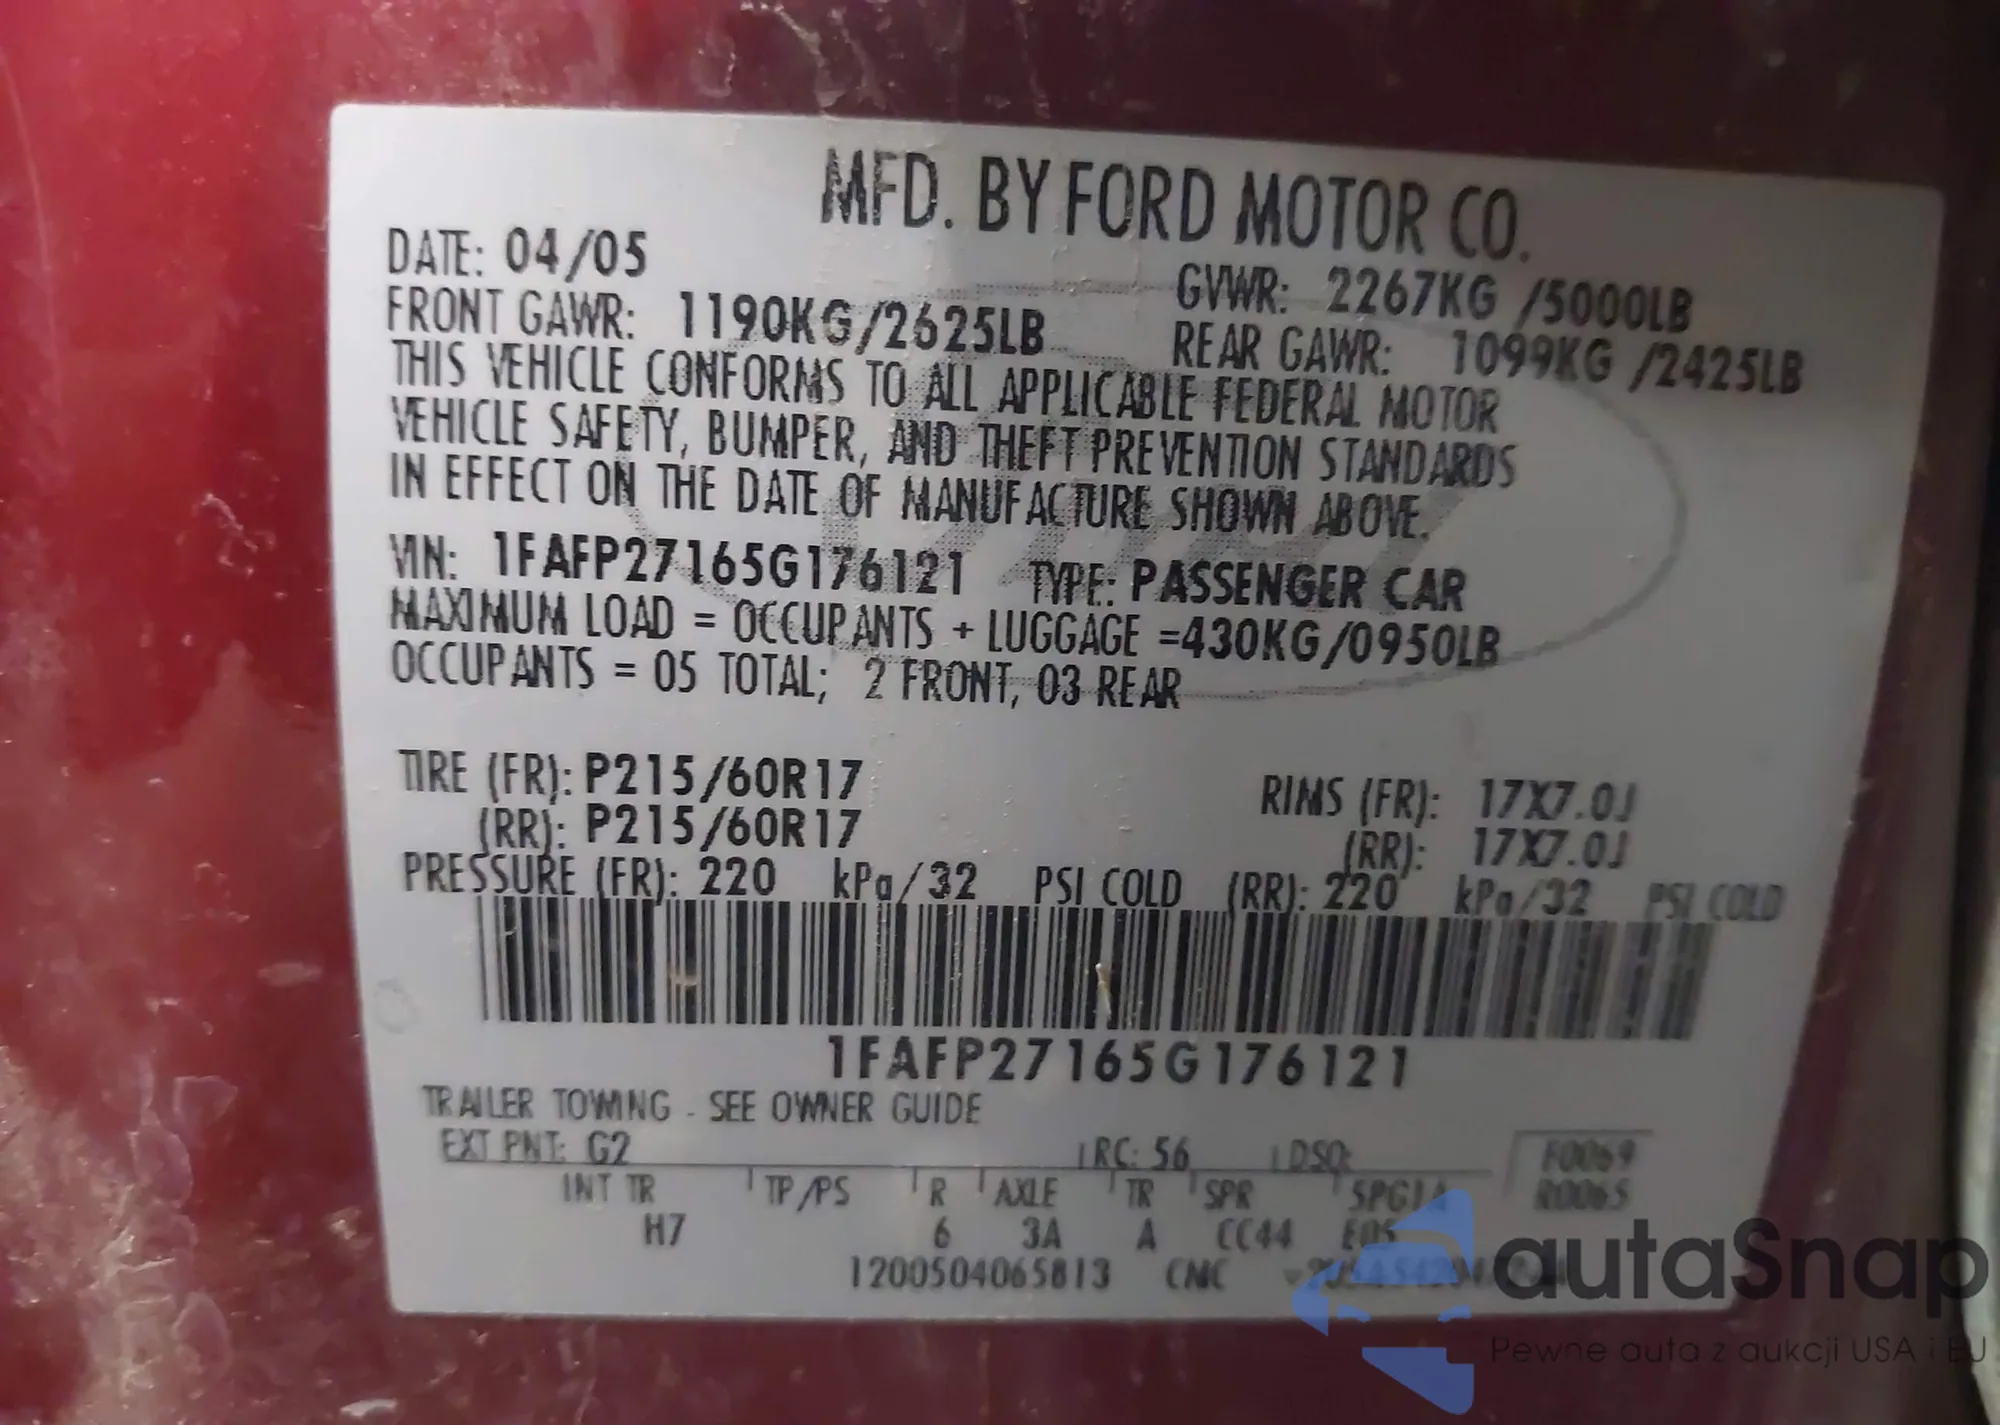 MFD. BY FORD MOTOR CO.
DATE: 04/05
GVWR: 2267KG /5000LB
FRONT GAWR: 1190KG/2625LB
REAR GAWR: 1099KG /2425LB
THIS VEHICLE CONFORMS TO ALL APPLICABLE FEDERAL MOTOR
VEHICLE SAFETY, BUMPER, AND THEFT PREVENTION STANDARDS
IN EFFECT ON THE DATE OF MANUFACTURE SHOWN ABOVE.
VIN: 1FAFP27165G176121 TYPE: PASSENGER CAR
MAXIMUM LOAD = OCCUPANTS + LUGGAGE =430KG/0950LB
OCCUPANTS = 05 TOTAL; 2 FRONT, 03 REAR
TIRE (FR): P215/60R17 RIMS (FR): 17X7.0J
(RR): P215/60R17 (RR): 17X7.0J
PRESSURE (FR): 220 kPa/32 PSI COLD (RR): 220 kPa/32 PSI COLD
1FAFP27165G176121
TRAILER TOWING - SEE OWNER GUIDE
EXT PNT: G2 RC: 56 DSO: F0069
INT TR TP/PS R AXLE TR SPR SPG14 R0065
H7 6 3A A CC44 E05
1200504065813 CNC
autaSnap
Pewne auta z aukcji USA i EU